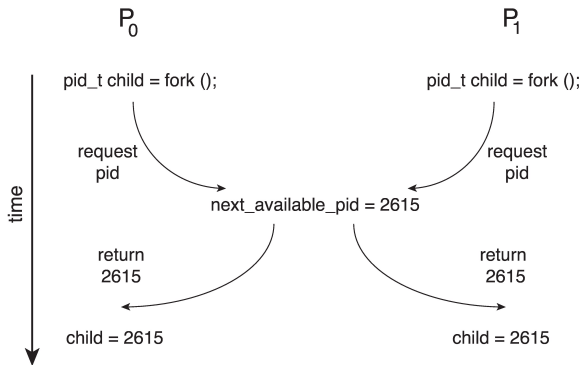 P0 P1
pid_t child = fork (); pid_t child = fork ();
request request
pid pid
time
next_available_pid = 2615
return return
2615 2615
child = 2615 child = 2615